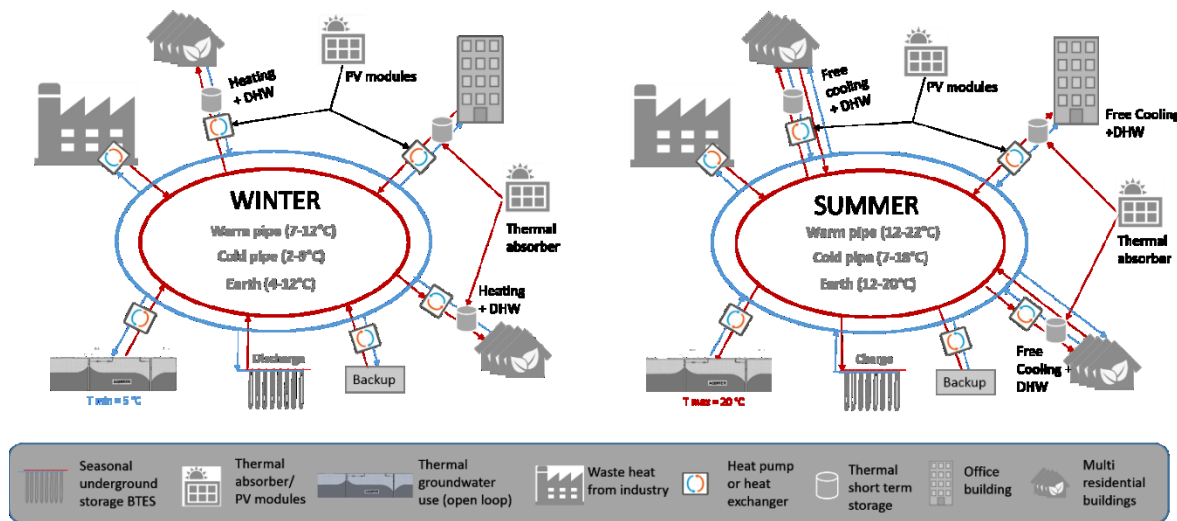 Heating
+ DHW
PV modules
WINTER
Warm pipe (7-12°C)
Cold pipe (2-9°C)
Earth (4-12°C)
Thermal
absorber
Heating
+ DHW
Discharge
Backup
T min = 5 °C
Free
cooling
+ DHW
PV modules
Free Cooling
+DHW
SUMMER
Warm pipe (12-22°C)
Cold pipe (7-18°C)
Earth (12-20°C)
Thermal
absorber
Charge
Backup
Free
Cooling +
DHW
T max = 20 °C
Seasonal
underground
storage BTES
Thermal
absorber/
PV modules
Thermal
groundwater
use (open loop)
Waste heat
from industry
Heat pump
or heat
exchanger
Thermal
short term
storage
Office
building
Multi
residential
buildings